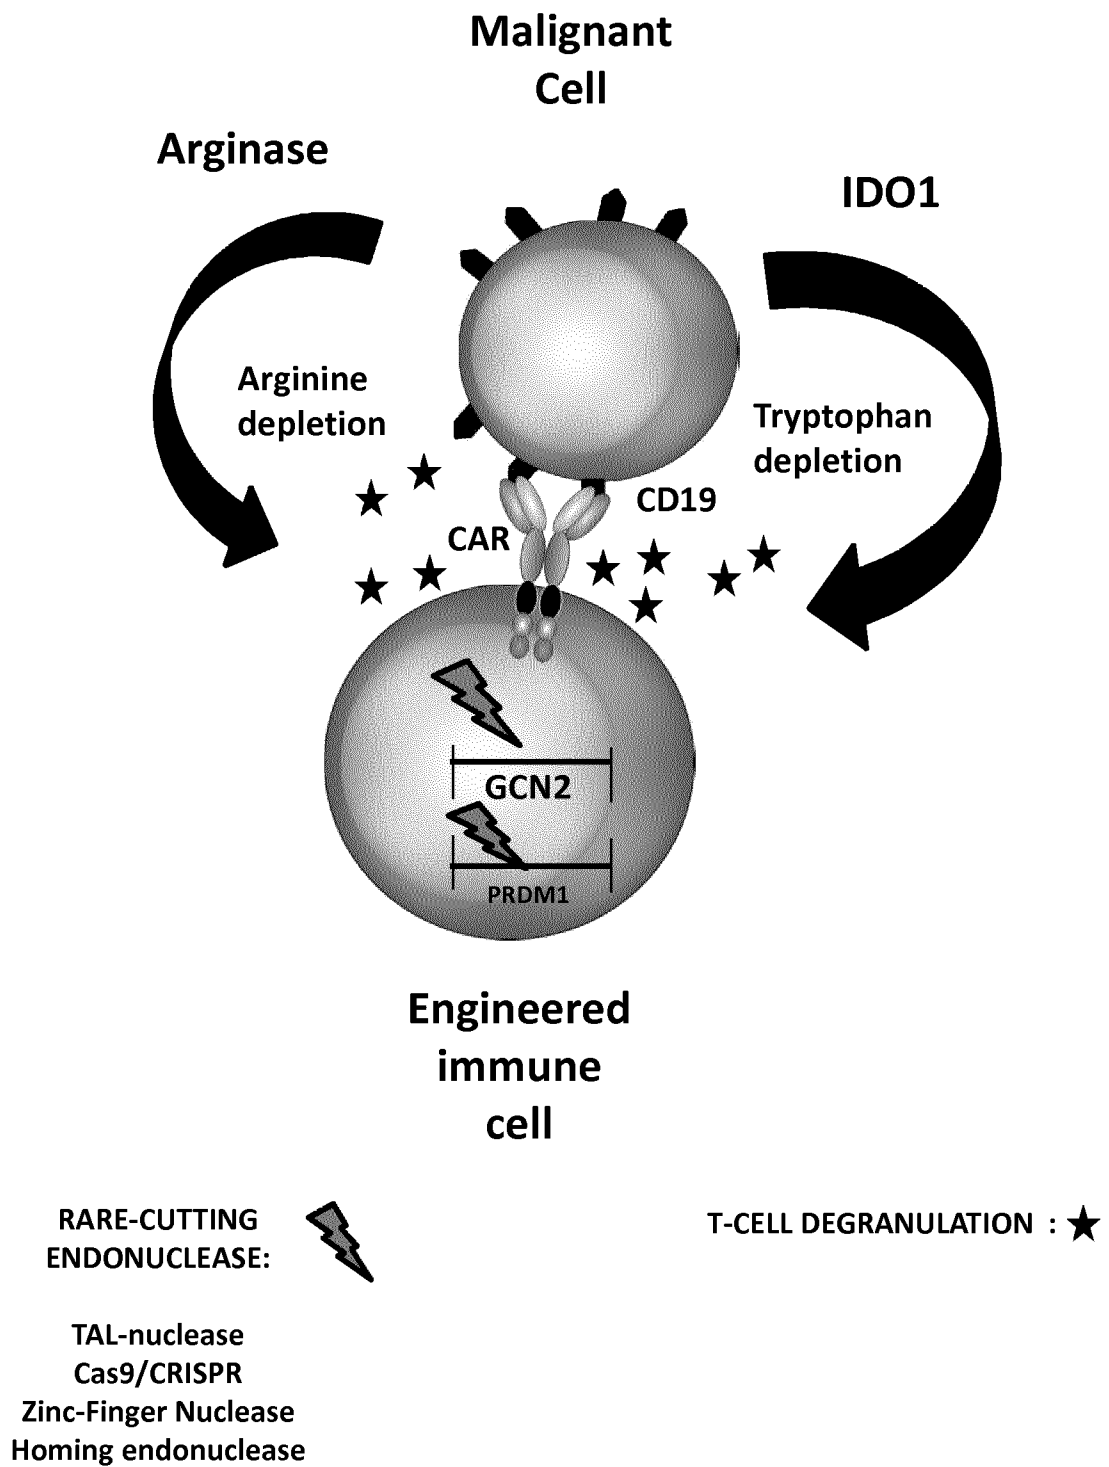 Malignant
Cell
Arginase
IDO1
Arginine
depletion
Tryptophan
depletion
CD19
CAR
GCN2
PRDM1
Engineered
immune
cell
RARE-CUTTING
ENDONUCLEASE:
T-CELL DEGRANULATION :
TAL-nuclease
Cas9/CRISPR
Zinc-Finger Nuclease
Homing endonuclease